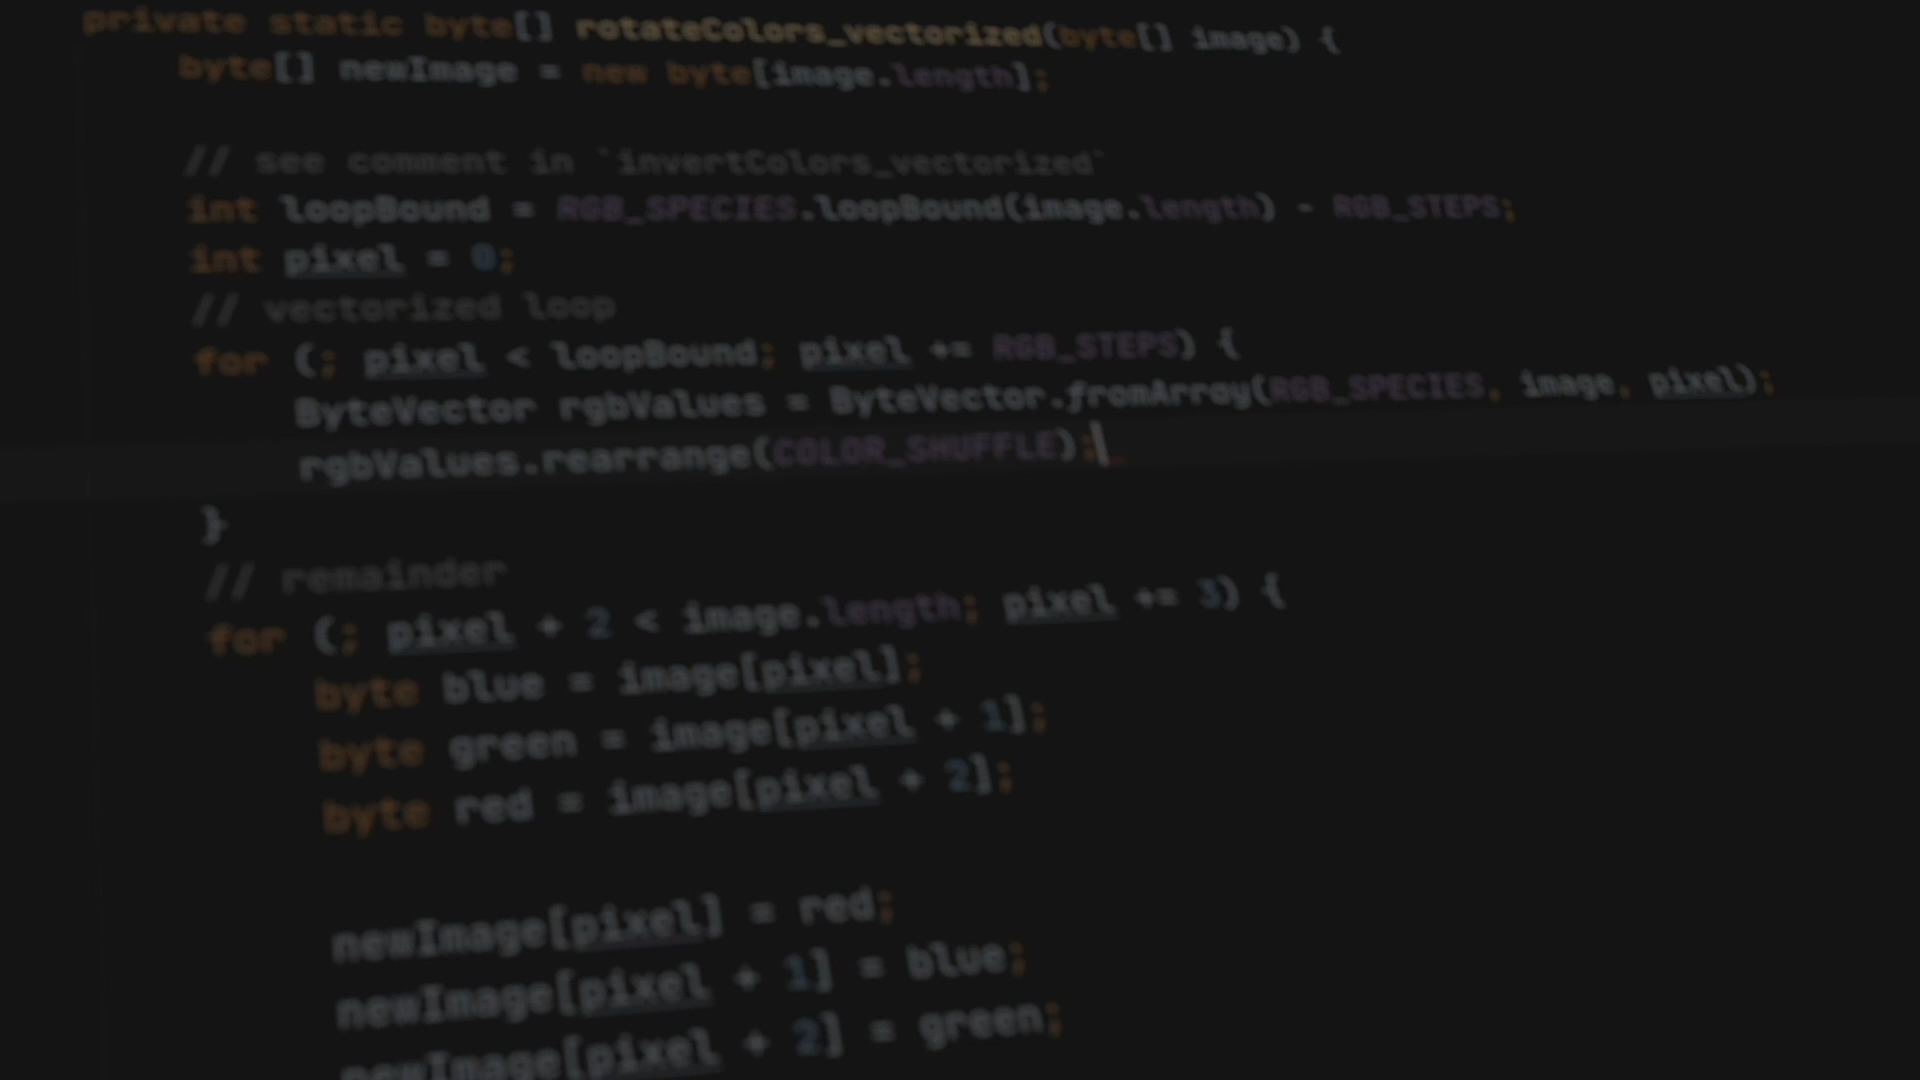 private static byte[] rotateColors_vectorized(byte[] image) {
byte[] newImage = new byte[image.length];
// see comment in `invertColors_vectorized`
int loopBound = RGB_SPECIES.loopBound(image.length) - RGB_STEPS;
int pixel = 0;
// vectorized loop
for (; pixel < loopBound; pixel += RGB_STEPS) {
ByteVector rgbValues = ByteVector.fromArray(RGB_SPECIES, image, pixel);
rgbValues.rearrange(COLOR_SHUFFLE);
}
// remainder
for (; pixel + 2 < image.length; pixel += 3) {
byte blue = image[pixel];
byte green = image[pixel + 1];
byte red = image[pixel + 2];
newImage[pixel] = red;
newImage[pixel + 1] = blue;
newImage[pixel + 2] = green;